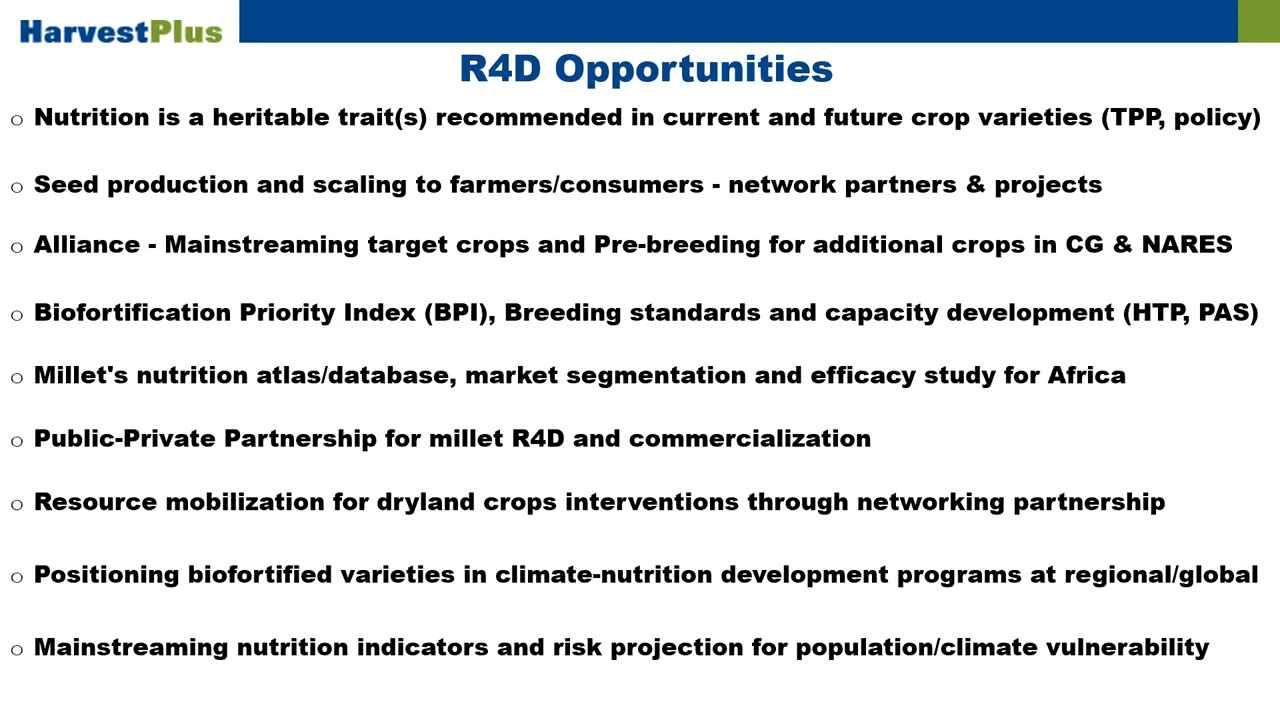 HarvestPlus
R4D Opportunities
o Nutrition is a heritable trait(s) recommended in current and future crop varieties (TPP, policy)
o Seed production and scaling to farmers/consumers - network partners & projects
o Alliance - Mainstreaming target crops and Pre-breeding for additional crops in CG & NARES
o Biofortification Priority Index (BPI), Breeding standards and capacity development (HTP, PAS)
o Millet's nutrition atlas/database, market segmentation and efficacy study for Africa
o Public-Private Partnership for millet R4D and commercialization
o Resource mobilization for dryland crops interventions through networking partnership
o Positioning biofortified varieties in climate-nutrition development programs at regional/global
o Mainstreaming nutrition indicators and risk projection for population/climate vulnerability